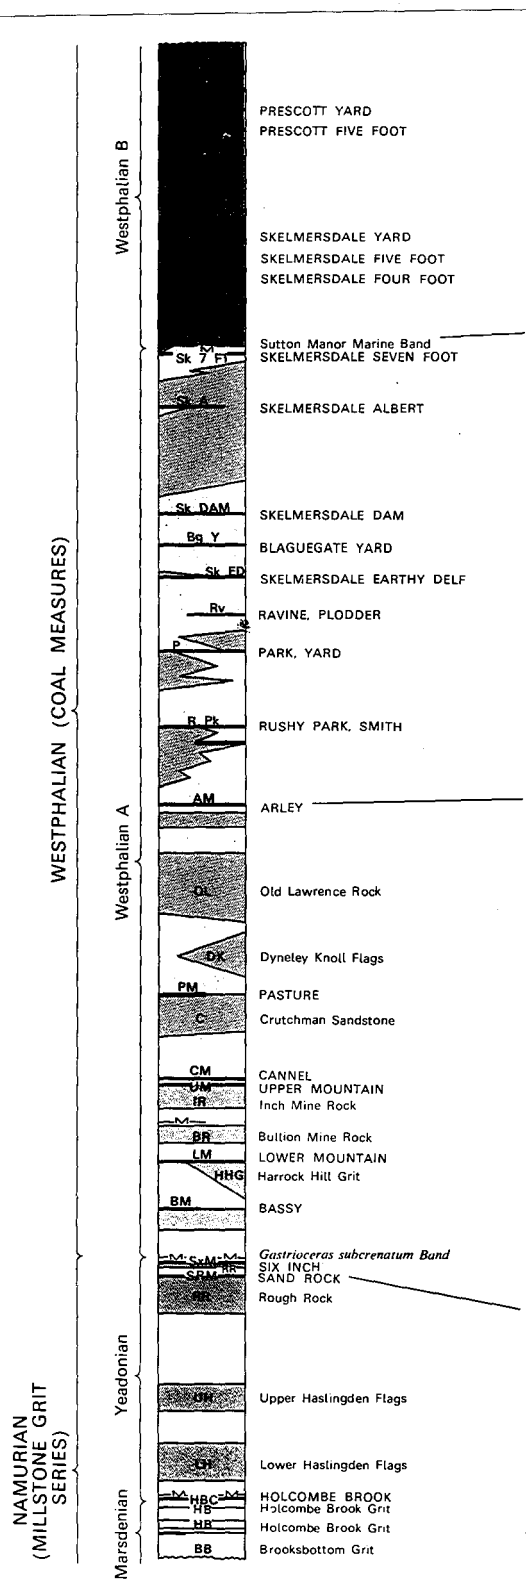 PRESCOTT YARD
PRESCOTT FIVE FOOT
Westphalian B
SKELMERSDALE YARD
SKELMERSDALE FIVE FOOT
SKELMERSDALE FOUR FOOT
M Sutton Manor Marine Band
Sk 7 Ft SKELMERSDALE SEVEN FOOT
Sk A SKELMERSDALE ALBERT
Sk DAM SKELMERSDALE DAM
Bg Y BLAGUEGATE YARD
Sk ED SKELMERSDALE EARTHY DELF
Rv RAVINE, PLODDER
P PARK, YARD
WESTPHALIAN (COAL MEASURES)
R Pk RUSHY PARK, SMITH
AM ARLEY
Westphalian A
OL Old Lawrence Rock
DK Dyneley Knoll Flags
PM PASTURE
C Crutchman Sandstone
CM CANNEL
UM UPPER MOUNTAIN
IR Inch Mine Rock
M
BR Bullion Mine Rock
LM LOWER MOUNTAIN
HHG Harrock Hill Grit
BM BASSY
M M Gastrioceras subcrenatum Band
SxM SIX INCH
RR
SRM SAND ROCK
RR Rough Rock
Yeadonian
UH Upper Haslingden Flags
NAMURIAN
(MILLSTONE GRIT
SERIES)
LH Lower Haslingden Flags
M M
HBC HOLCOMBE BROOK
HB Holcombe Brook Grit
HB Holcombe Brook Grit
Marsdenian
BB Brooksbottom Grit